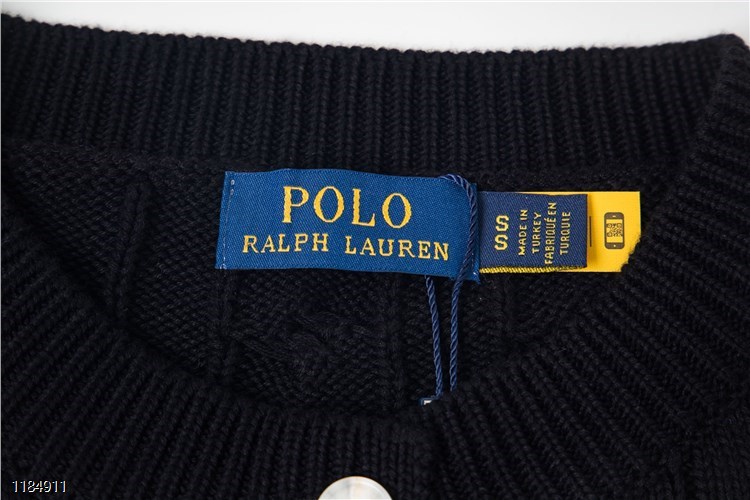 POLO
RALPH LAUREN
S
S
MADE IN
TURKEY
FABRIQUÉ EN
TURQUIE
1184911